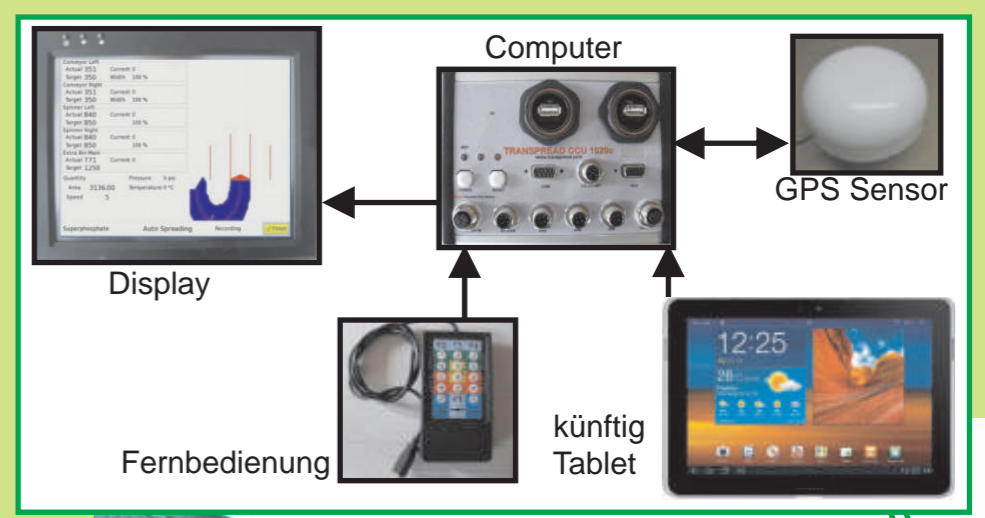 Computer
Conveyor Left
Actual 351 Current 0
Target 350 Width 100 %
Conveyor Right
Actual 351 Current 0
Target 350 Width 100 %
Spinner Left
Actual 840 Current 0
Target 850 100 %
Spinner Right
Actual 840 Current 0
Target 850 100 %
Extra Bin Main
Actual 771 Current 0
Target 1250
Quantity Pressure
Area 3136.00 Temperature 0 °C
Speed 5
Superphosphate Auto Spreading Recording
TRANSPREAD CCU 1020c
www.transpread.com
GPS Sensor
Display
12:25
Fernbedienung
künftig
Tablet